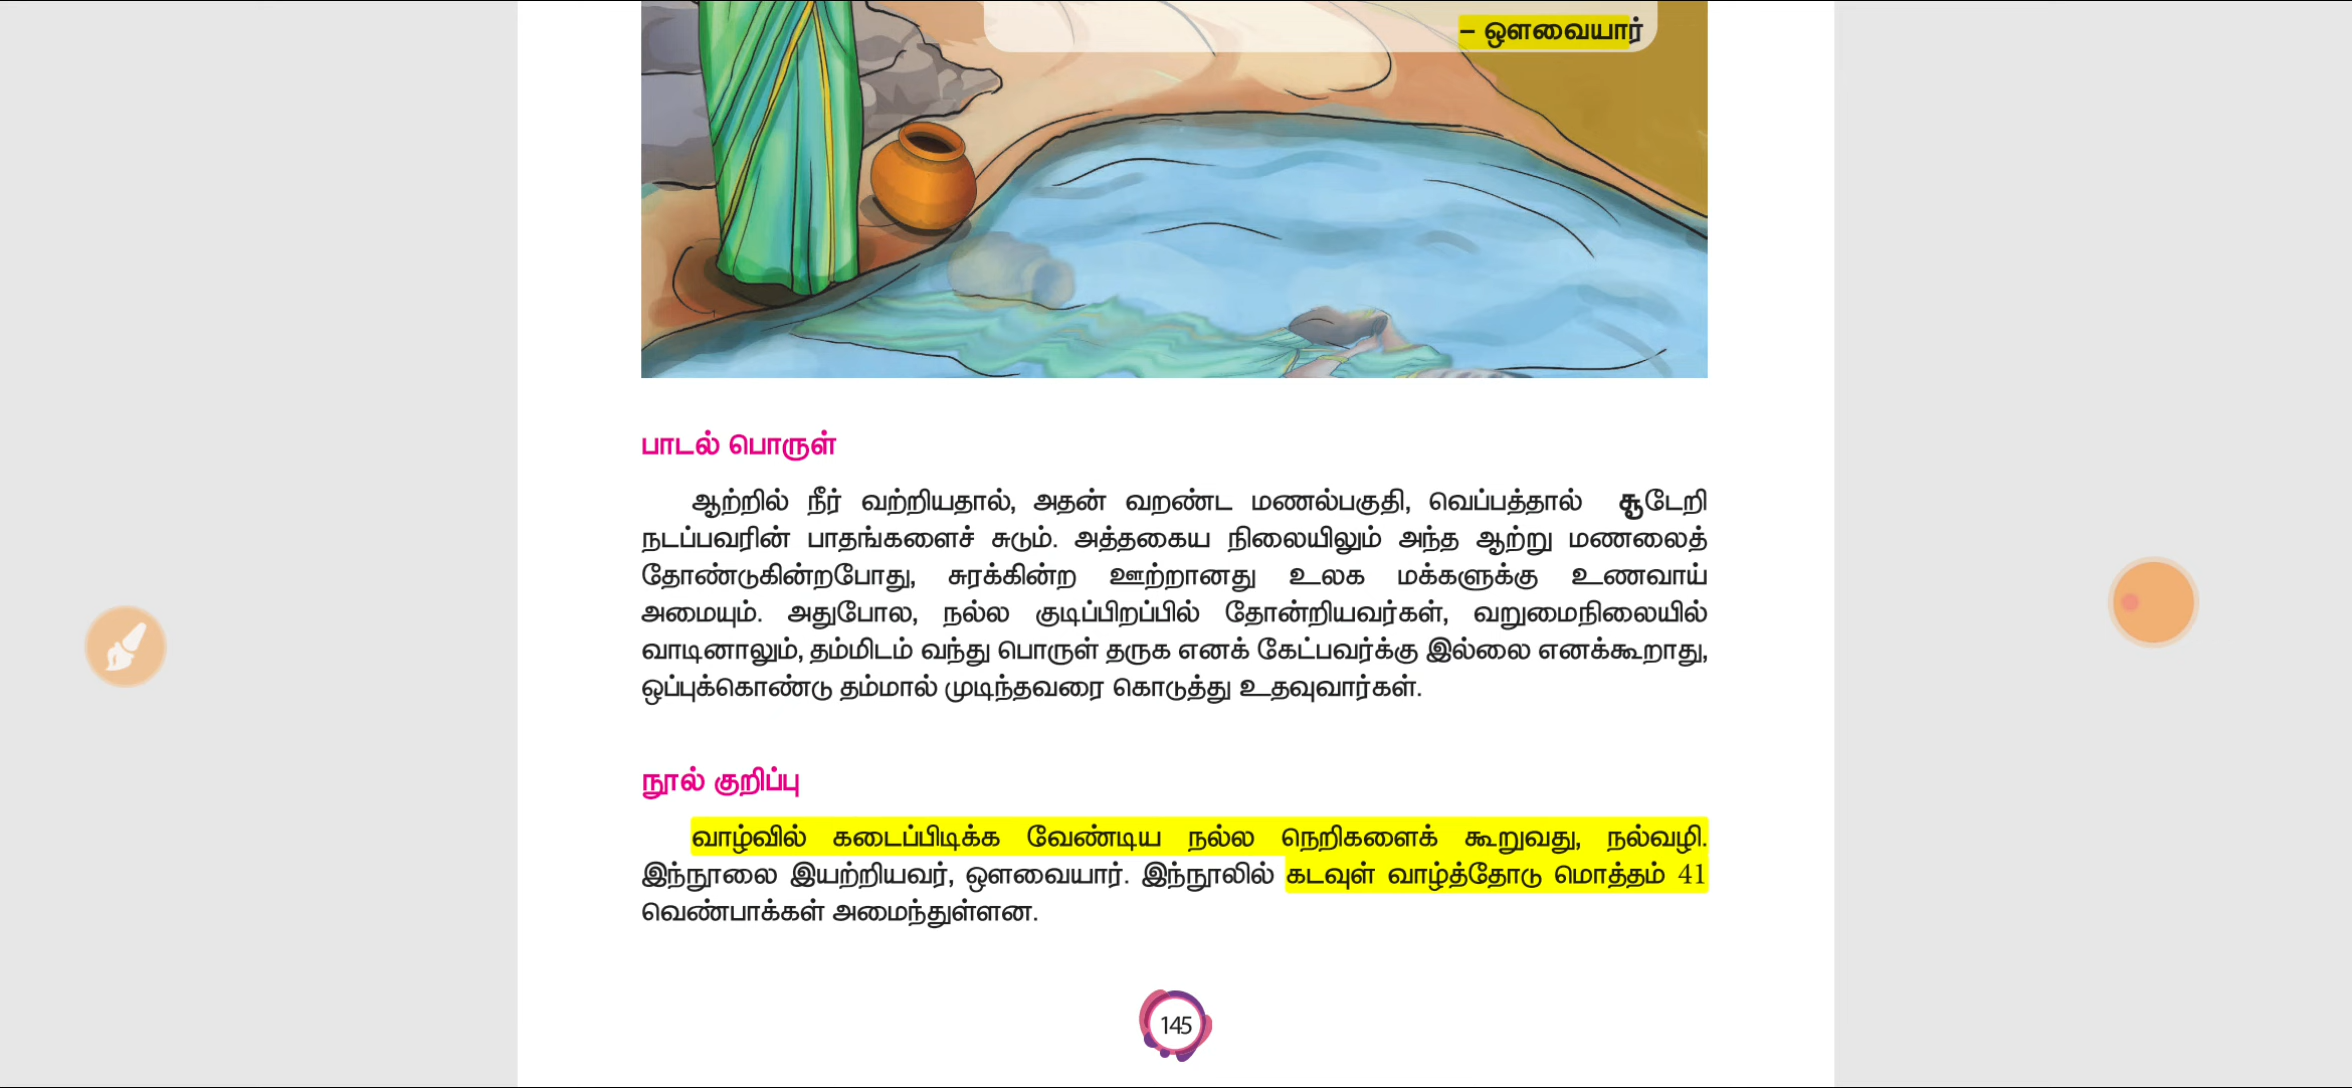 – ஔவையார்
பாடல் பொருள்
ஆற்றில் நீர் வற்றியதால், அதன் வறண்ட மணல்பகுதி, வெப்பத்தால் சூடேறி
நடப்பவரின் பாதங்களைச் சுடும். அத்தகைய நிலையிலும் அந்த ஆற்று மணலைத்
தோண்டுகின்றபோது, சுரக்கின்ற ஊற்றானது உலக மக்களுக்கு உணவாய்
அமையும். அதுபோல, நல்ல குடிப்பிறப்பில் தோன்றியவர்கள், வறுமைநிலையில்
வாடினாலும், தம்மிடம் வந்து பொருள் தருக எனக் கேட்பவர்க்கு இல்லை எனக்கூறாது,
ஒப்புக்கொண்டு தம்மால் முடிந்தவரை கொடுத்து உதவுவார்கள்.
நூல் குறிப்பு
வாழ்வில் கடைப்பிடிக்க வேண்டிய நல்ல நெறிகளைக் கூறுவது, நல்வழி.
இந்நூலை இயற்றியவர், ஔவையார். இந்நூலில் கடவுள் வாழ்த்தோடு மொத்தம் 41
வெண்பாக்கள் அமைந்துள்ளன.
145